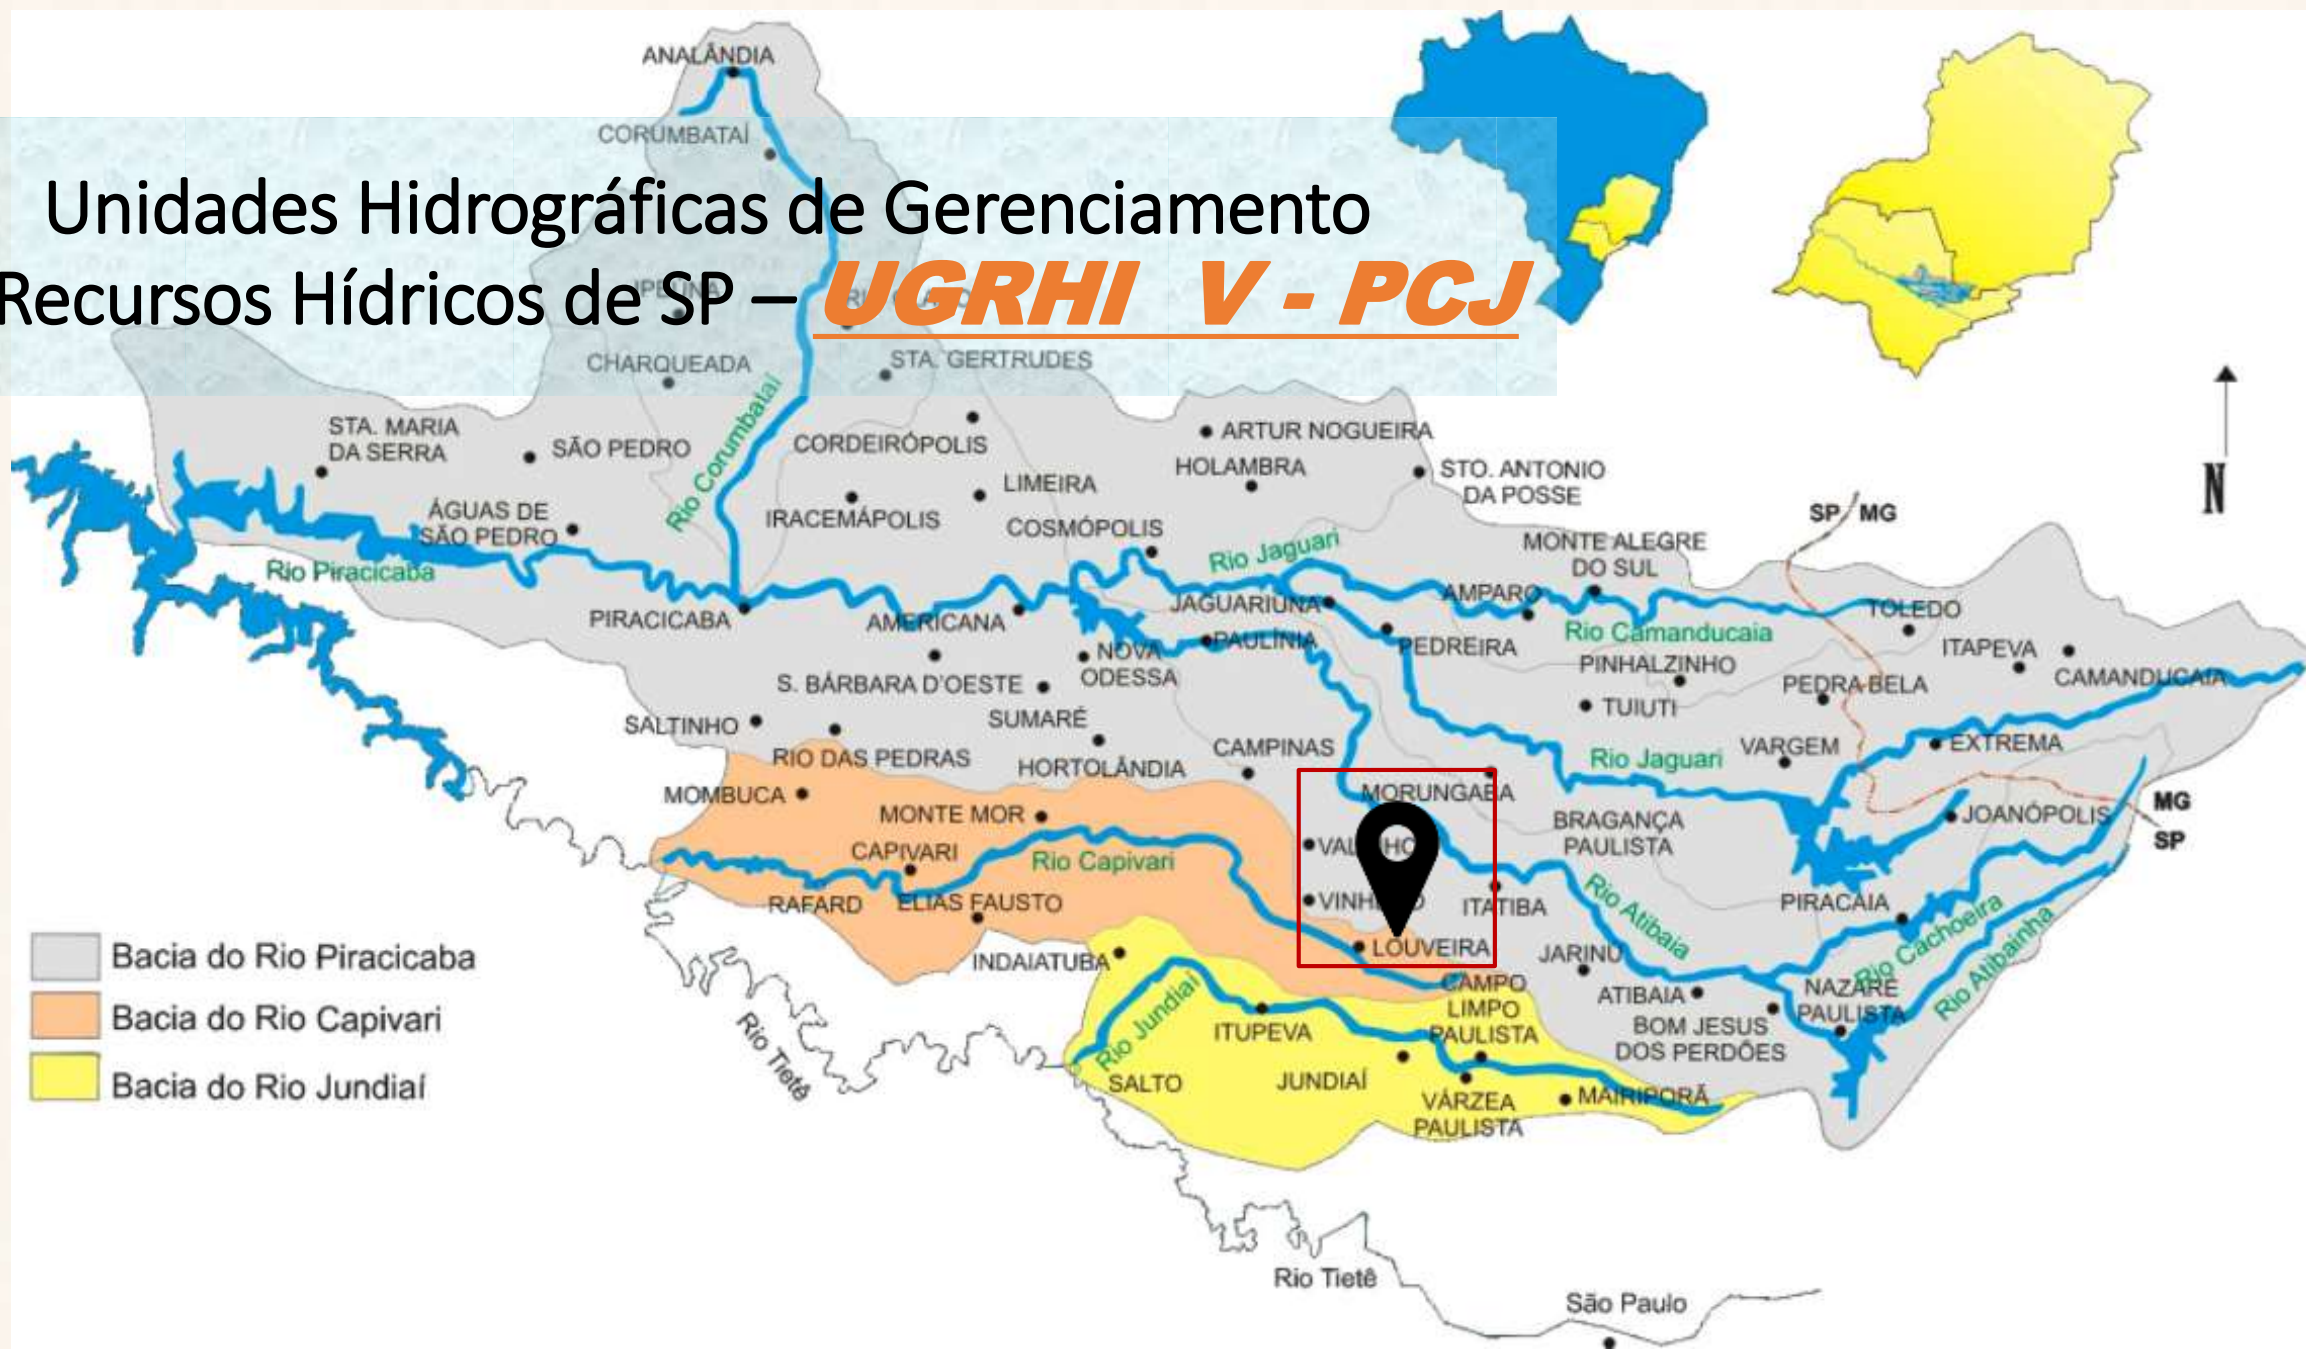 ANALÂNDIA
CORUMBATAÍ
Unidades Hidrográficas de Gerenciamento
Recursos Hídricos de SP – UGRHI V - PCJ
CHARQUEADA
STA. GERTRUDES
Rio Corumbataí
STA. MARIA
DA SERRA
SÃO PEDRO
CORDEIRÓPOLIS
ARTUR NOGUEIRA
HOLAMBRA
STO. ANTONIO
DA POSSE
N
LIMEIRA
IRACEMÁPOLIS
ÁGUAS DE
SÃO PEDRO
COSMÓPOLIS
SP
MG
Rio Jaguari
MONTE ALEGRE
DO SUL
Rio Piracicaba
PIRACICABA
AMERICANA
JAGUARIUNA
AMPARO
TOLEDO
Rio Camanducaia
PAULÍNIA
PEDREIRA
ITAPEVA
NOVA
ODESSA
PINHALZINHO
CAMANDUCAIA
S. BÁRBARA D'OESTE
PEDRA BELA
TUIUTI
SALTINHO
SUMARÉ
CAMPINAS
VARGEM
EXTREMA
RIO DAS PEDRAS
HORTOLÂNDIA
Rio Jaguari
MOMBUCA
MORUNGABA
MONTE MOR
BRAGANÇA
PAULISTA
JOANÓPOLIS
MG
SP
CAPIVARI
Rio Capivari
RAFARD
ELIAS FAUSTO
ITATIBA
Rio Atibaia
PIRACAIA
Rio Cachoeira
Rio Atibainha
LOUVEIRA
JARINÚ
Bacia do Rio Piracicaba
Bacia do Rio Capivari
Bacia do Rio Jundiaí
INDAIATUBA
CAMPO
LIMPO
PAULISTA
ATIBAIA
NAZARÉ
PAULISTA
BOM JESUS
DOS PERDÕES
Rio Jundiaí
ITUPEVA
Rio Tietê
SALTO
JUNDIAÍ
VÁRZEA
PAULISTA
MAIRIPORÃ
Rio Tietê
São Paulo